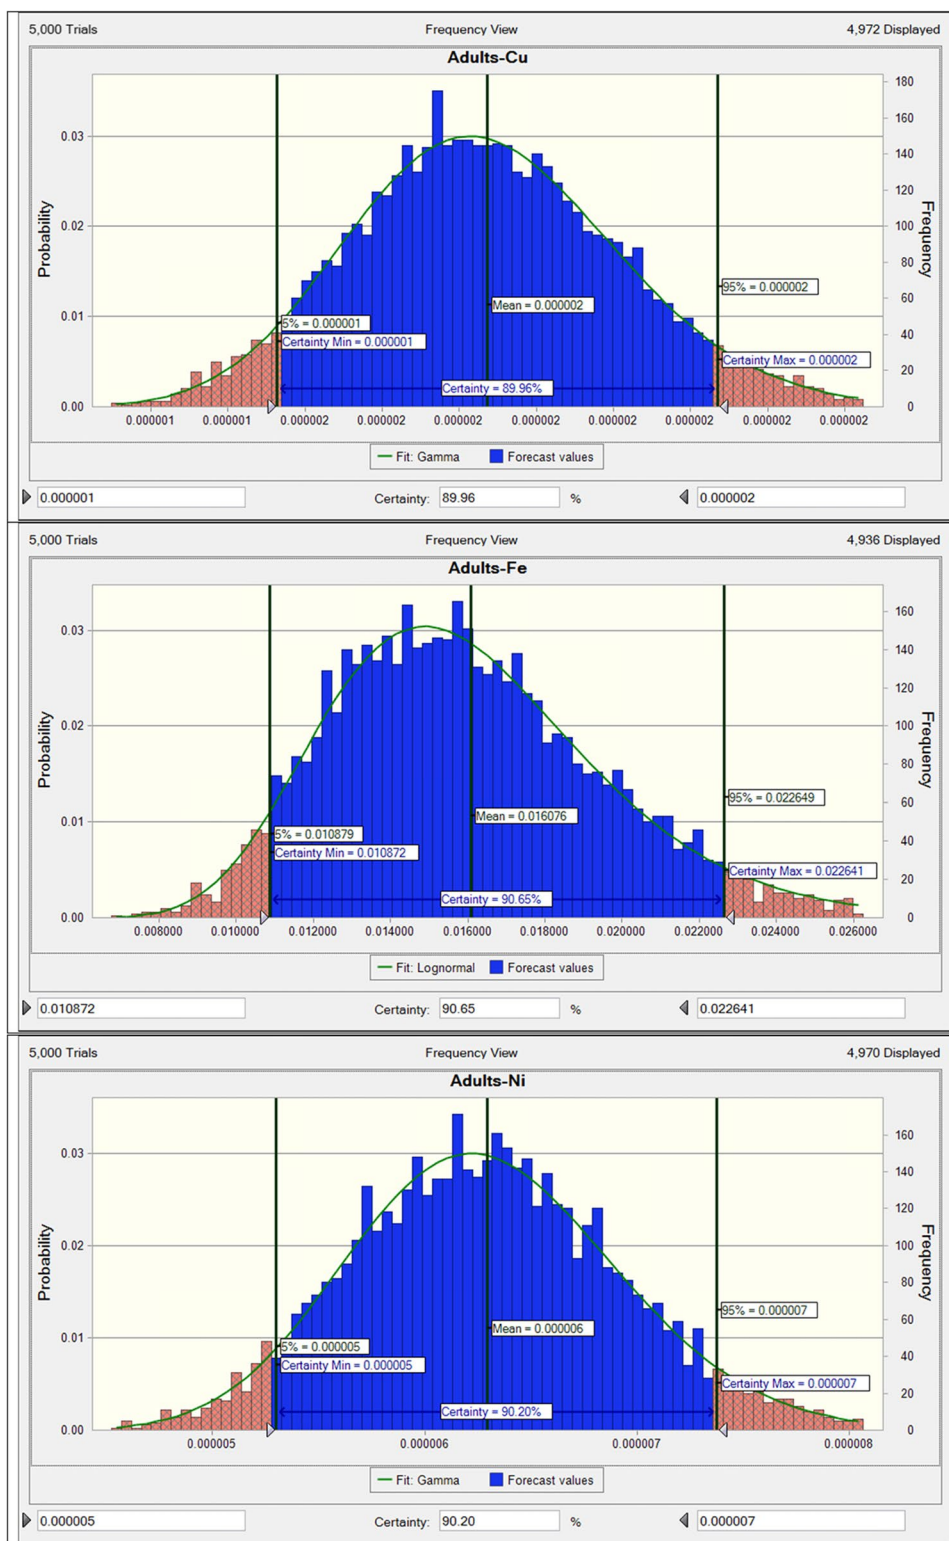 5,000 Trials Frequency View 4,972 Displayed
Adults-Cu
Probability
Frequency
0.03
0.02
0.01
0.00
180
160
140
120
100
80
60
40
20
0
95% = 0.000002
Mean = 0.000002
5% = 0.000001
Certainty Min = 0.000001
Certainty Max = 0.000002
Certainty = 89.96%
0.000001 0.000001 0.000002 0.000002 0.000002 0.000002 0.000002 0.000002 0.000002 0.000002
Fit: Gamma Forecast values
0.000001 Certainty: 89.96 % 0.000002
5,000 Trials Frequency View 4,936 Displayed
Adults-Fe
Probability
Frequency
0.03
0.02
0.01
0.00
160
140
120
100
80
60
40
20
0
95% = 0.022649
Mean = 0.016076
5% = 0.010879
Certainty Min = 0.010872
Certainty Max = 0.022641
Certainty = 90.65%
0.008000 0.010000 0.012000 0.014000 0.016000 0.018000 0.020000 0.022000 0.024000 0.026000
Fit: Lognormal Forecast values
0.010872 Certainty: 90.65 % 0.022641
5,000 Trials Frequency View 4,970 Displayed
Adults-Ni
Probability
Frequency
0.03
0.02
0.01
0.00
160
140
120
100
80
60
40
20
0
95% = 0.000007
Mean = 0.000006
5% = 0.000005
Certainty Min = 0.000005
Certainty Max = 0.000007
Certainty = 90.20%
0.000005 0.000006 0.000007 0.000008
Fit: Gamma Forecast values
0.000005 Certainty: 90.20 % 0.000007